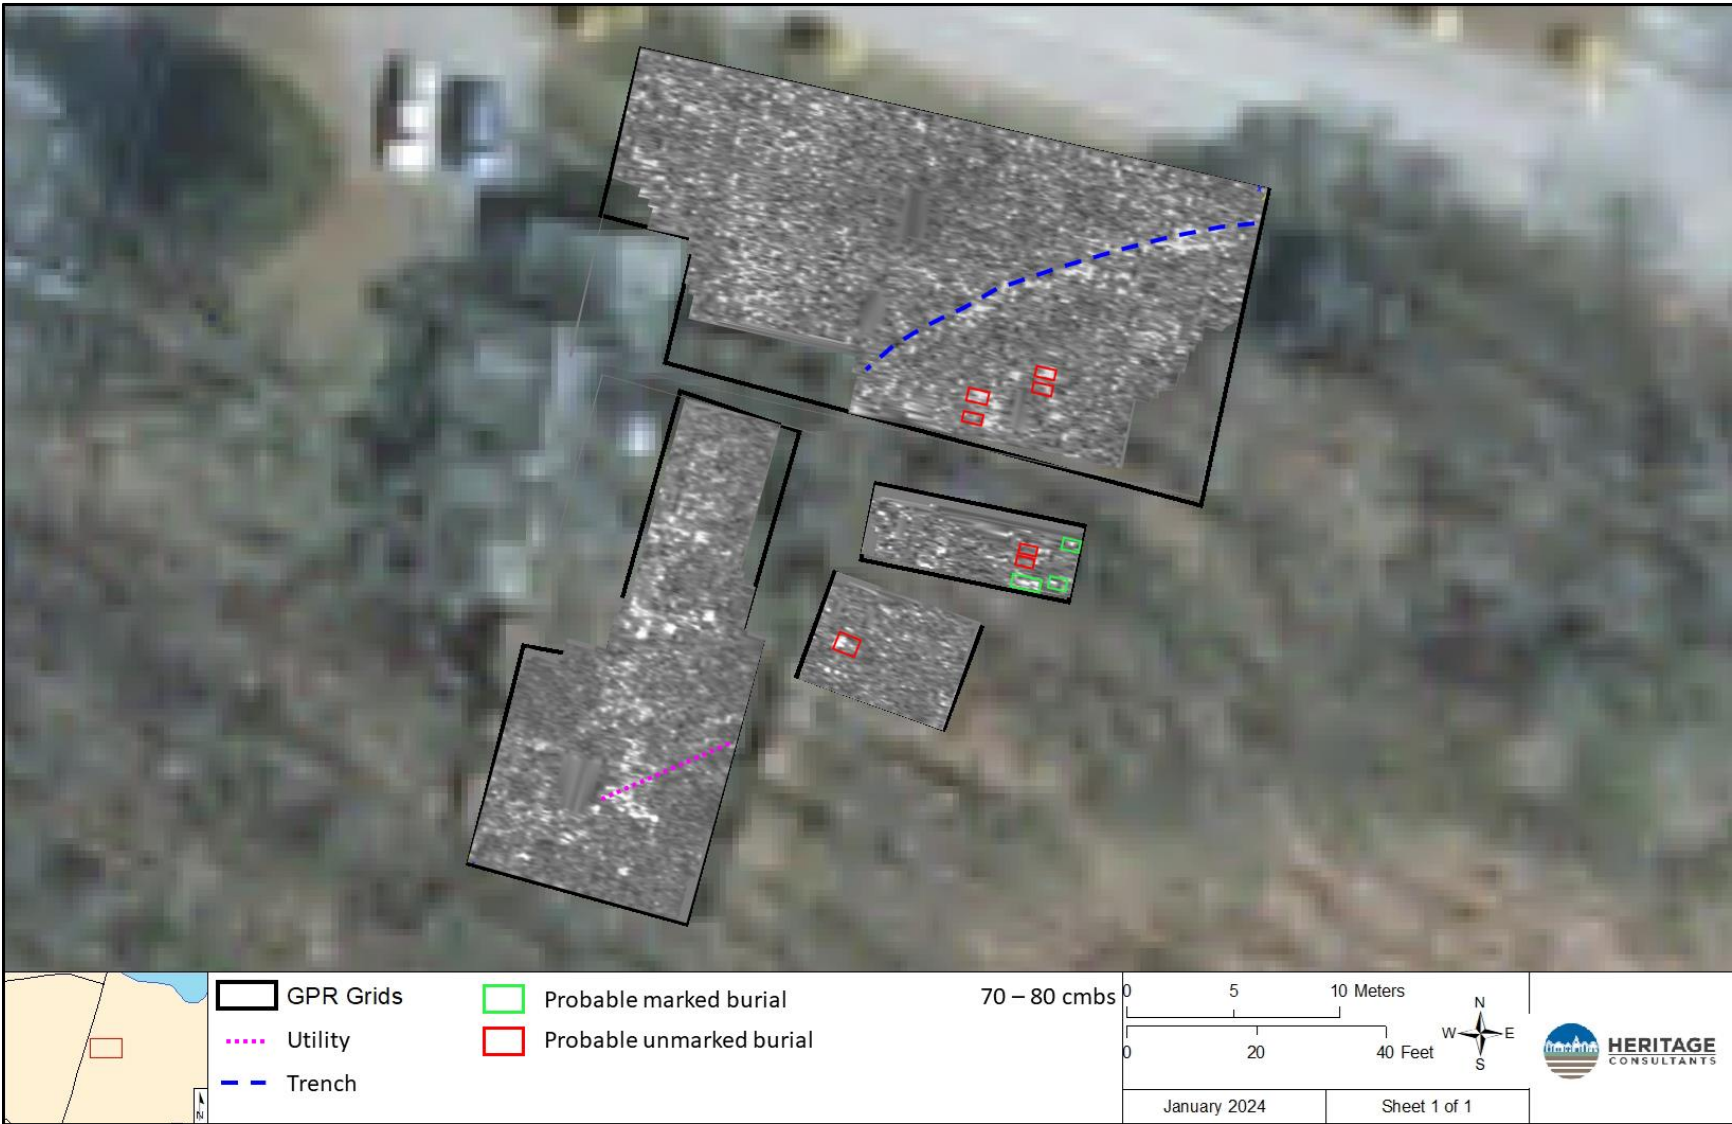 GPR Grids
Utility
Trench
Probable marked burial
Probable unmarked burial
70 – 80 cmbs
0 5 10 Meters
0 20 40 Feet
N
W E
S
N
January 2024
Sheet 1 of 1
HERITAGE
CONSULTANTS